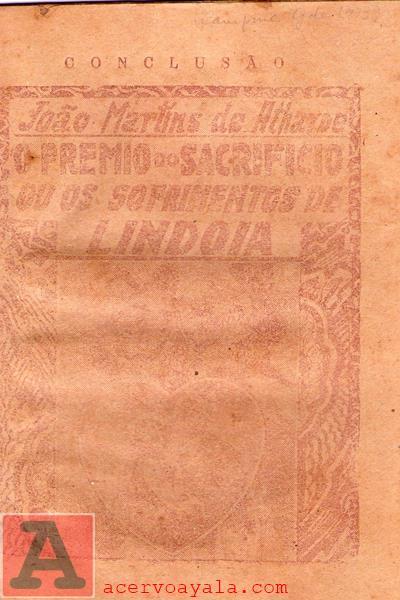 CONCLUSÃO
João Martins de Athayde
O PREMIO DO SACRIFICIO
OU OS SOFRIMENTOS DE
LINDOIA
A
acervoayala.com